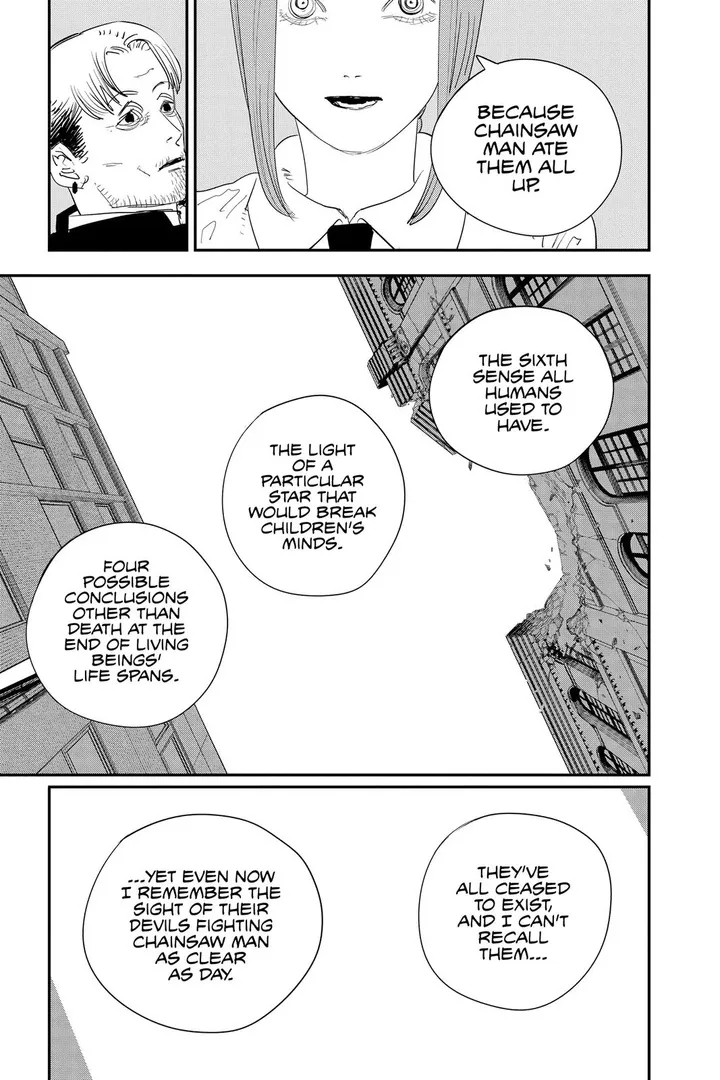 BECAUSE
CHAINSAW
MAN ATE
THEM ALL
UP.
THE SIXTH
SENSE ALL
HUMANS
USED TO
HAVE.
THE LIGHT
OF A
PARTICULAR
STAR THAT
WOULD BREAK
CHILDREN'S
MINDS.
FOUR
POSSIBLE
CONCLUSIONS
OTHER THAN
DEATH AT THE
END OF LIVING
BEINGS'
LIFE SPANS.
THEY'VE
ALL CEASED
TO EXIST,
AND I CAN'T
RECALL
THEM...
...YET EVEN NOW
I REMEMBER THE
SIGHT OF THEIR
DEVILS FIGHTING
CHAINSAW MAN
AS CLEAR
AS DAY.